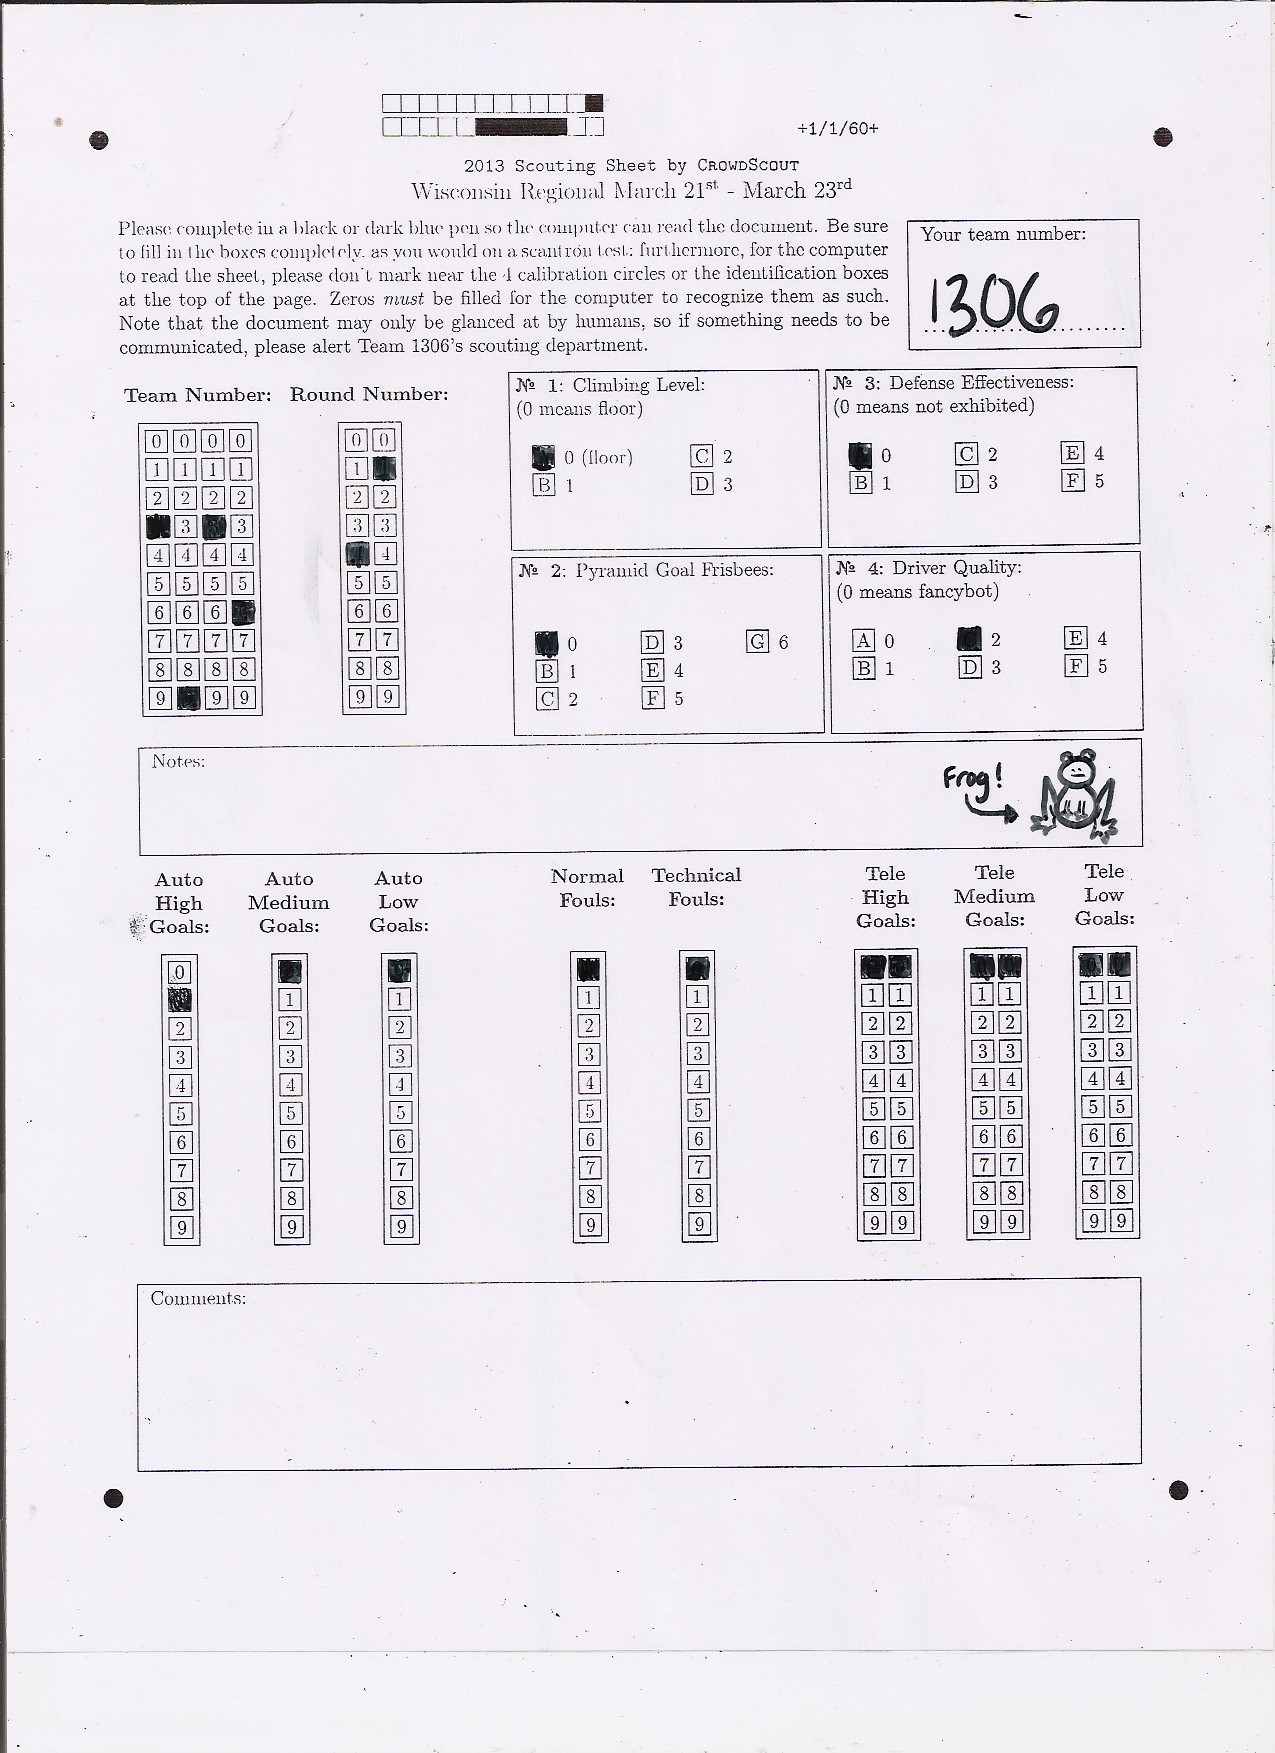 +1/1/60+
2013 Scouting Sheet by CROWDSCOUT
Wisconsin Regional March 21st - March 23rd
Please complete in a black or dark blue pen so the computer can read the document. Be sure
to fill in the boxes completely, as you would on a scantron test; furthermore, for the computer
to read the sheet, please don't mark near the 4 calibration circles or the identification boxes
at the top of the page. Zeros must be filled for the computer to recognize them as such.
Note that the document may only be glanced at by humans, so if something needs to be
communicated, please alert Team 1306's scouting department.
Your team number:
1306
Team Number: Round Number:
0 0 0 0 0 0
1 1 1 1 1
2 2 2 2 2 2
3 3 3 3
4 4 4 4 4
5 5 5 5 5 5
6 6 6 6 6
7 7 7 7 7 7
8 8 8 8 8 8
9 9 9 9 9
№ 1: Climbing Level:
(0 means floor)
0 (floor) C 2
B 1 D 3
№ 3: Defense Effectiveness:
(0 means not exhibited)
0 C 2 E 4
B 1 D 3 F 5
№ 2: Pyramid Goal Frisbees:
0 D 3 G 6
B 1 E 4
C 2 F 5
№ 4: Driver Quality:
(0 means fancybot)
A 0 2 E 4
B 1 D 3 F 5
Notes:
Frog!
Auto Auto Auto Normal Technical Tele Tele Tele
High Medium Low Fouls: Fouls: High Medium Low
Goals: Goals: Goals: Goals: Goals: Goals:
0
1 1 1 1 1 1 1 1 1 1
2 2 2 2 2 2 2 2 2 2 2
3 3 3 3 3 3 3 3 3 3 3
4 4 4 4 4 4 4 4 4 4 4
5 5 5 5 5 5 5 5 5 5 5
6 6 6 6 6 6 6 6 6 6 6
7 7 7 7 7 7 7 7 7 7 7
8 8 8 8 8 8 8 8 8 8 8
9 9 9 9 9 9 9 9 9 9 9
Comments: